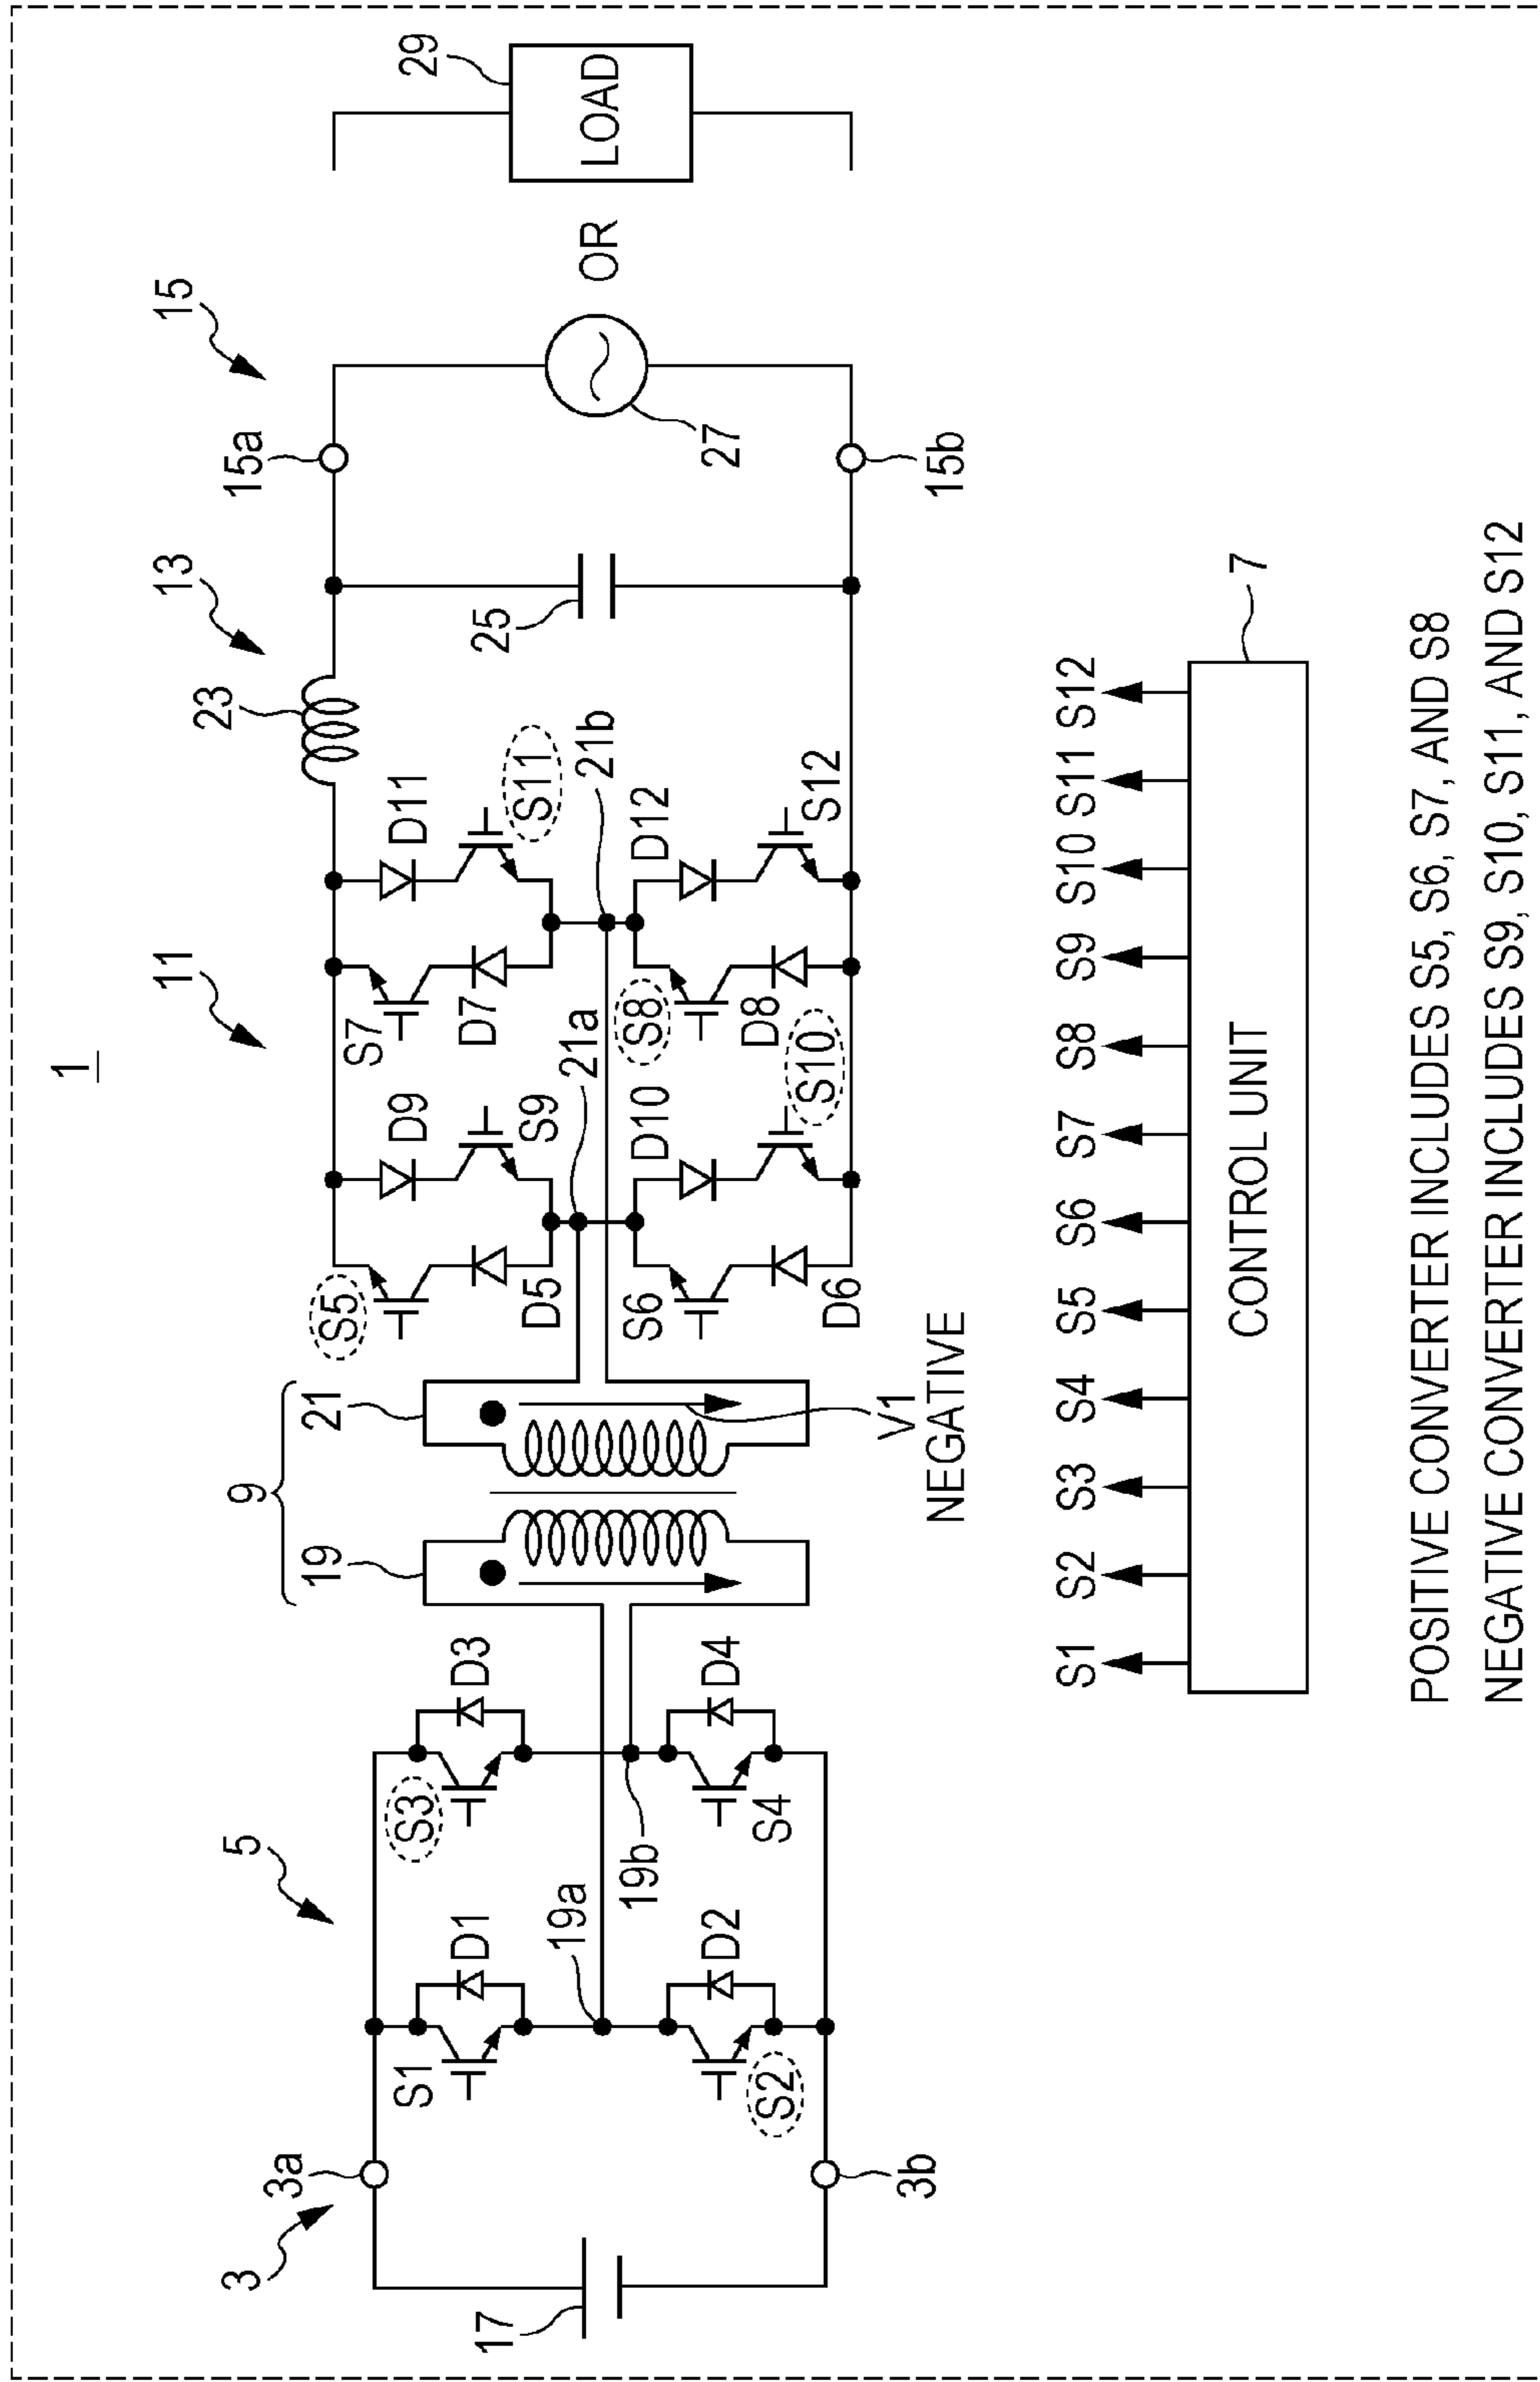 1
3
3a
3b
17
5
S1
D1
S2
D2
S3
D3
S4
D4
19a
19b
9
19
21
V1
NEGATIVE
11
S5
D5
D9
S9
S6
D6
D10
S10
21a
S7
D7
D11
S11
S8
D8
D12
S12
21b
13
23
25
15
15a
15b
27
OR
29
LOAD
S1 S2 S3 S4 S5 S6 S7 S8 S9 S10 S11 S12
CONTROL UNIT
7
POSITIVE CONVERTER INCLUDES S5, S6, S7, AND S8
NEGATIVE CONVERTER INCLUDES S9, S10, S11, AND S12